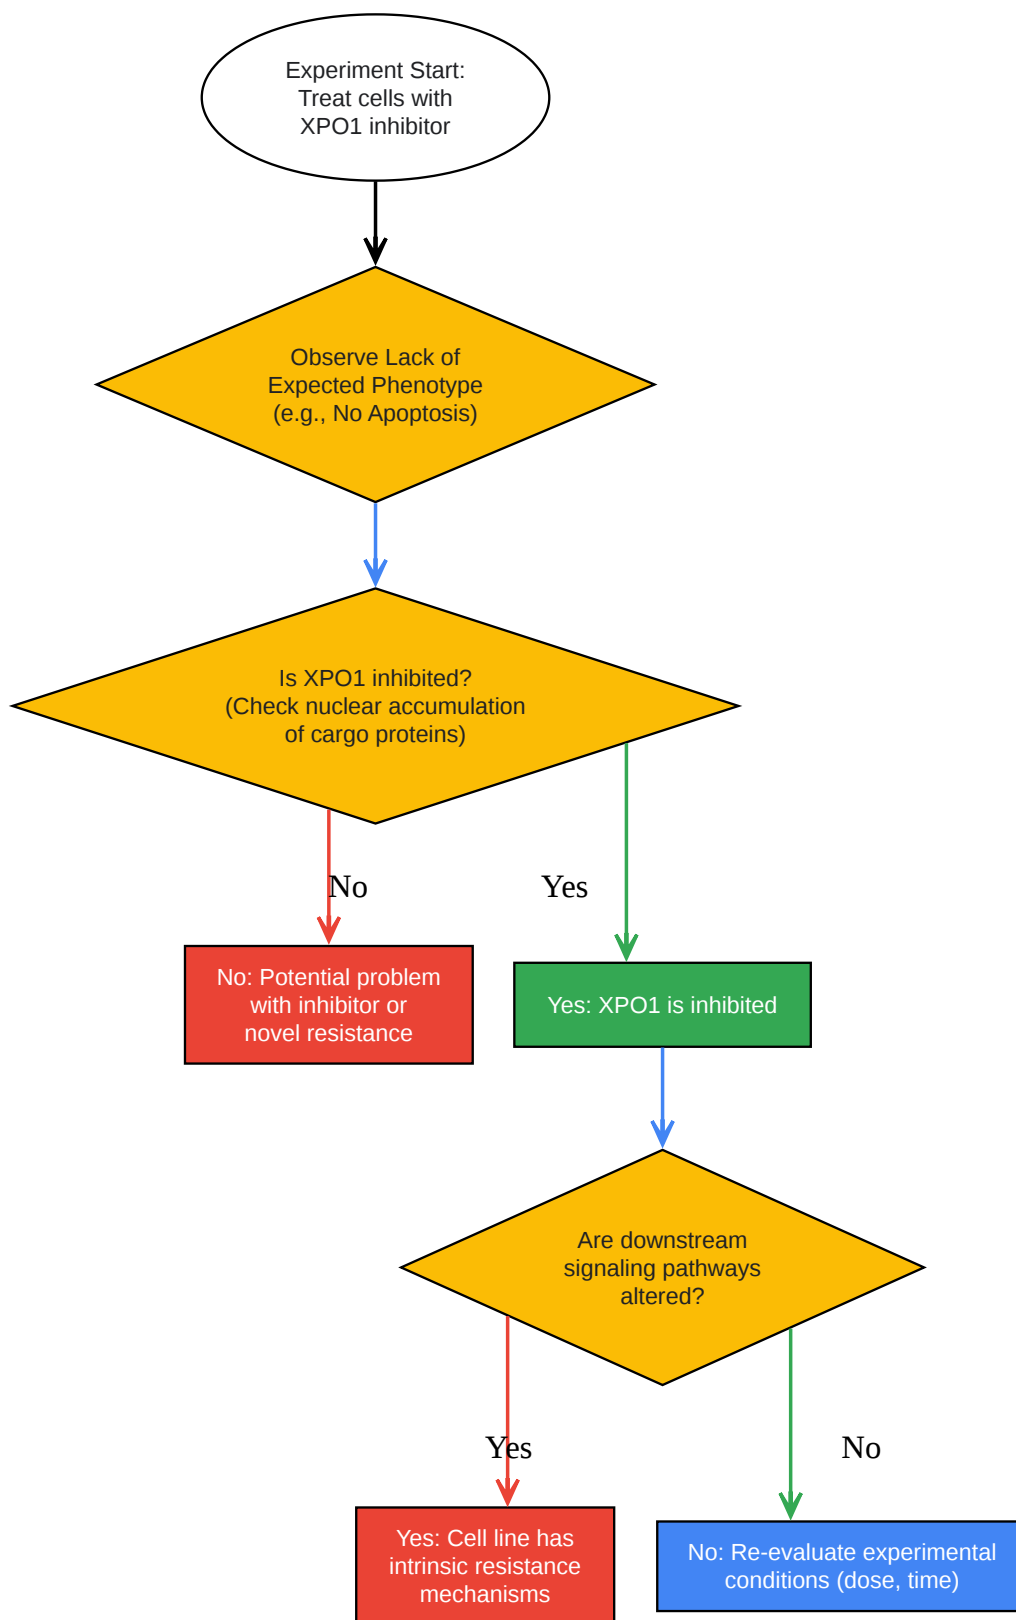 Experiment Start:
Treat cells with
XPO1 inhibitor
Observe Lack of
Expected Phenotype
(e.g., No Apoptosis)
Is XPO1 inhibited?
(Check nuclear accumulation
of cargo proteins)
No
Yes
No: Potential problem
with inhibitor or
novel resistance
Yes: XPO1 is inhibited
Are downstream
signaling pathways
altered?
Yes
No
Yes: Cell line has
intrinsic resistance
mechanisms
No: Re-evaluate experimental
conditions (dose, time)